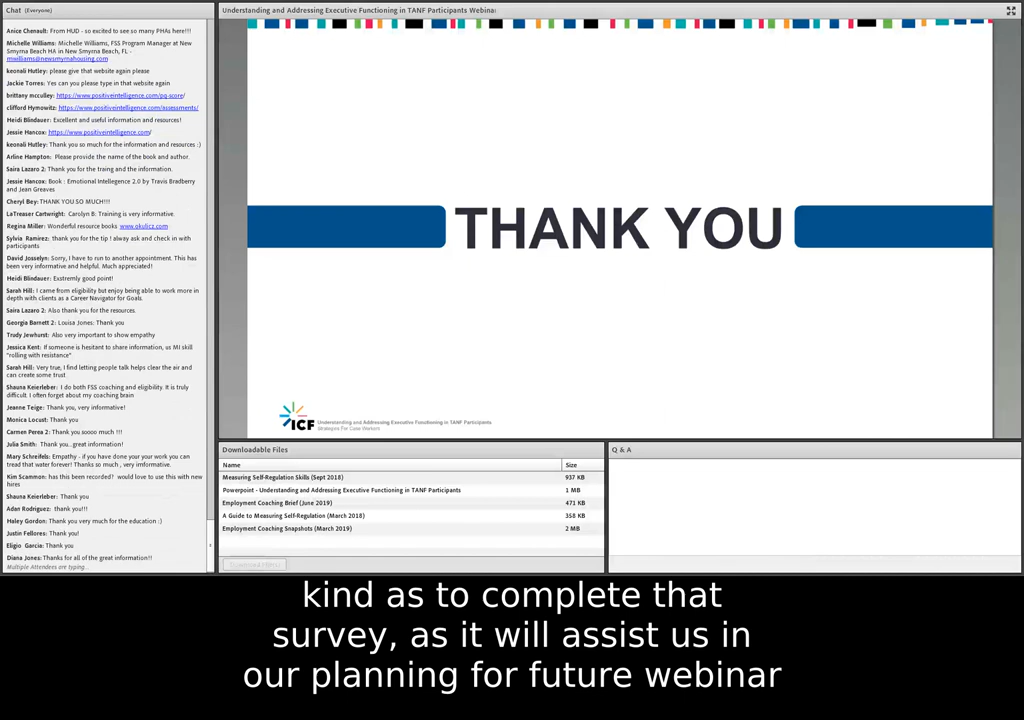 Chat (Everyone)
Anice Chenault: From HUD - so excited to see so many PHAs here!!!
Michelle Williams: Michelle Williams, FSS Program Manager at New
Smyrna Beach HA in New Smyrna Beach, FL -
mwilliams@newsmyrnahousing.com
keonali Hutley: please give that website again please
Jackie Torres: Yes can you please type in that website again
brittany mcculley: https://www.positiveintelligence.com/pq-score/
clifford Hymowitz: https://www.positiveintelligence.com/assessments/
Heidi Blindauer: Excellent and useful information and resources!
Jessie Hancox: https://www.positiveintelligence.com/
keonali Hutley: Thank you so much for the information and resources :)
Arline Hampton: Please provide the name of the book and author.
Saira Lazaro 2: Thank you for the traing and the information.
Jessie Hancox: Book : Emotional Intellegence 2.0 by Travis Bradberry
and Jean Greaves
Cheryl Bey: THANK YOU SO MUCH!!!!
LaTreaser Cartwright: Carolyn B: Training is very informative.
Regina Miller: Wonderful resource books www.okulicz.com
Sylvia Ramirez: thank you for the tip ! alway ask and check in with
participants
David Josselyn: Sorry, I have to run to another appointment. This has
been very informative and helpful. Much appreciated!
Heidi Blindauer: Exstremly good point!
Sarah Hill: I came from eligibility but enjoy being able to work more in
depth with clients as a Career Navigator for Goals.
Saira Lazaro 2: Also thank you for the resources.
Georgia Barnett 2: Louisa Jones: Thank you
Trudy Jewhurst: Also very important to show empathy
Jessica Kent: If someone is hesitant to share information, us MI skill
"rolling with resistance"
Sarah Hill: Very true, I find letting people talk helps clear the air and
can create some trust
Shauna Keierleber: I do both FSS coaching and eligibility. It is truly
difficult. I often forget about my coaching brain
Jeanne Teige: Thank you, very informative!
Monica Locust: Thank you
Carmen Perea 2: Thank you soooo much !!!
Julia Smith: Thank you...great information!
Mary Schreifels: Empathy - if you have done your your work you can
tread that water forever! Thanks so much , very imformative.
Kim Scammon: has this been recorded? would love to use this with new
hires
Shauna Keierleber: Thank you
Adan Rodriguez: thank you!!!
Haley Gordon: Thank you very much for the education :)
Justin Fellores: Thank you!
Eligio Garcia: Thank you
Diana Jones: Thanks for all of the great information!!
Multiple Attendees are typing...
Understanding and Addressing Executive Functioning in TANF Participants Webinar
THANK YOU
ICF
Understanding and Addressing Executive Functioning in TANF Participants
Strategies For Case Workers
Downloadable Files
Name Size
Measuring Self-Regulation Skills (Sept 2018) 937 KB
Powerpoint - Understanding and Addressing Executive Functioning in TANF Participants 1 MB
Employment Coaching Brief (June 2019) 471 KB
A Guide to Measuring Self-Regulation (March 2018) 358 KB
Employment Coaching Snapshots (March 2019) 2 MB
Q & A
kind as to complete that
survey, as it will assist us in
our planning for future webinar